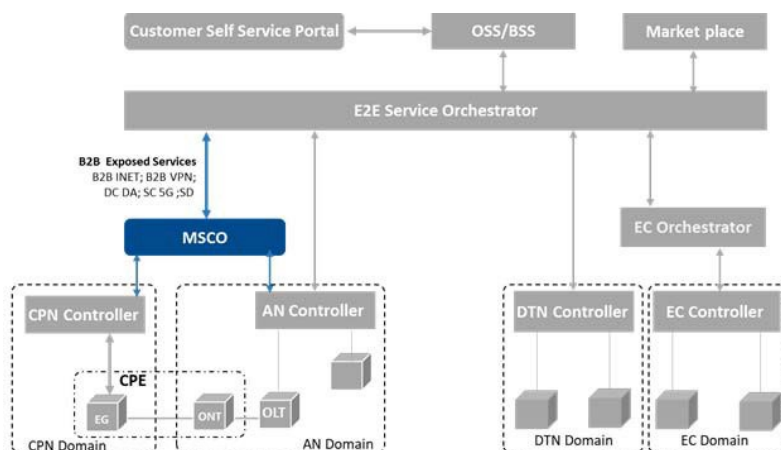 Customer Self Service Portal
OSS/BSS
Market place
E2E Service Orchestrator
B2B Exposed Services
B2B INET; B2B VPN;
DC DA; SC 5G ;SD
MSCO
EC Orchestrator
CPN Controller
AN Controller
DTN Controller
EC Controller
CPE
EG
ONT
OLT
CPN Domain
AN Domain
DTN Domain
EC Domain